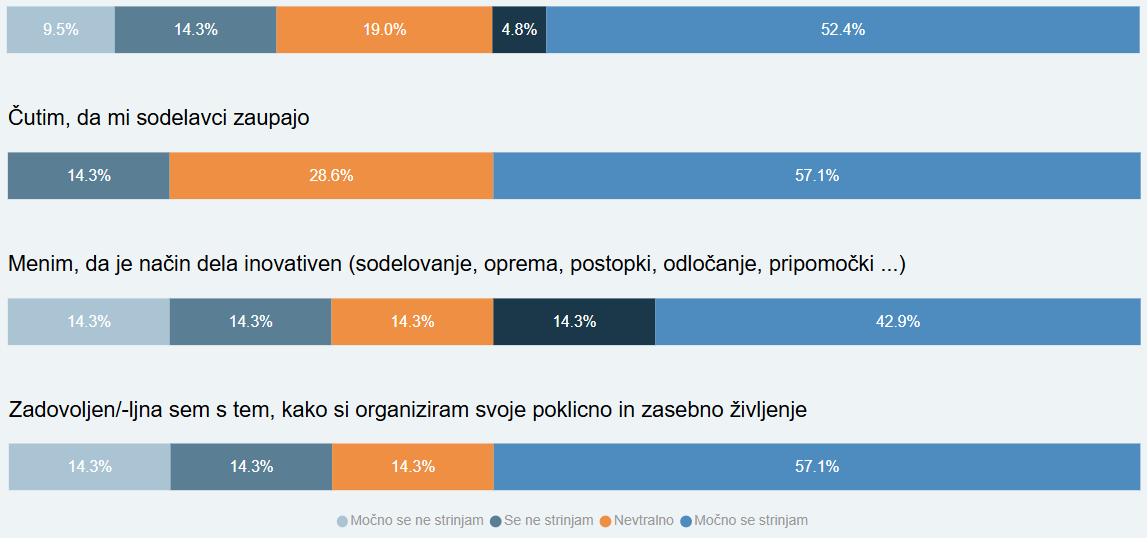 9.5% 14.3% 19.0% 4.8% 52.4%
Čutim, da mi sodelavci zaupajo
14.3% 28.6% 57.1%
Menim, da je način dela inovativen (sodelovanje, oprema, postopki, odločanje, pripomočki ...)
14.3% 14.3% 14.3% 14.3% 42.9%
Zadovoljen/-ljna sem s tem, kako si organiziram svoje poklicno in zasebno življenje
14.3% 14.3% 14.3% 57.1%
Močno se ne strinjam Se ne strinjam Nevtralno Močno se strinjam